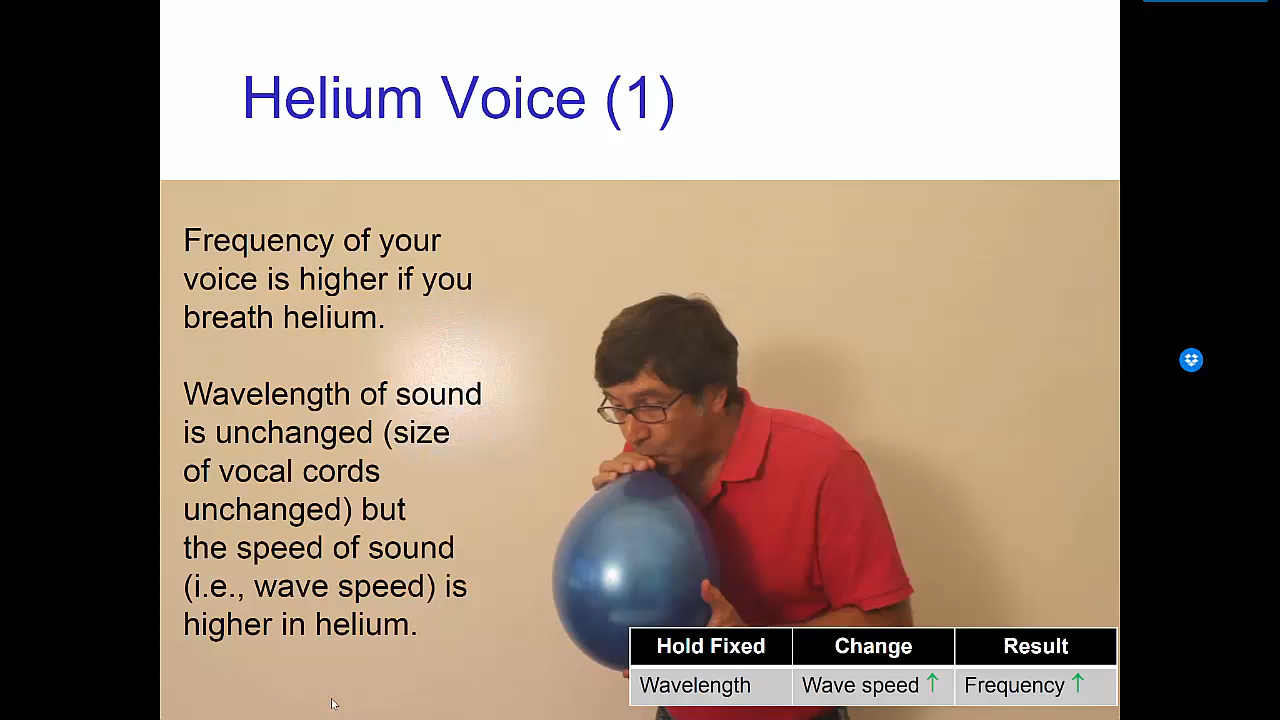 Helium Voice (1)
Frequency of your
voice is higher if you
breath helium.
Wavelength of sound
is unchanged (size
of vocal cords
unchanged) but
the speed of sound
(i.e., wave speed) is
higher in helium.
Hold Fixed Change Result
Wavelength Wave speed ↑ Frequency ↑